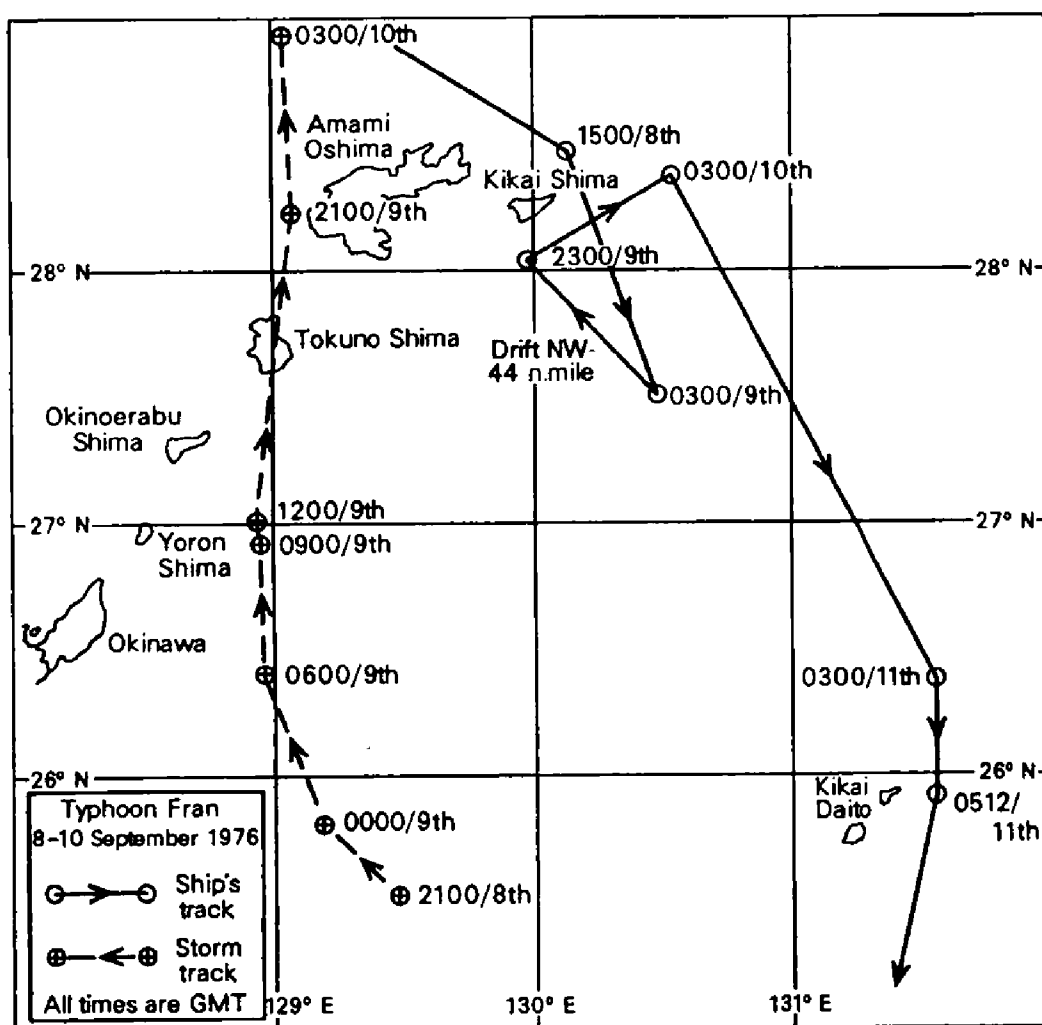 0300/10th
1500/8th
Amami
Oshima
Kikai Shima
0300/10th
2100/9th
2300/9th
28° N
28° N
Tokuno Shima
Drift NW-
44 n.mile
0300/9th
Okinoerabu
Shima
1200/9th
27° N
27° N
Yoron
Shima
0900/9th
Okinawa
0600/9th
0300/11th
26° N
26° N
Kikai
Daito
0512/
11th
Typhoon Fran
8-10 September 1976
0000/9th
2100/8th
Ship's
track
Storm
track
All times are GMT
129° E
130° E
131° E